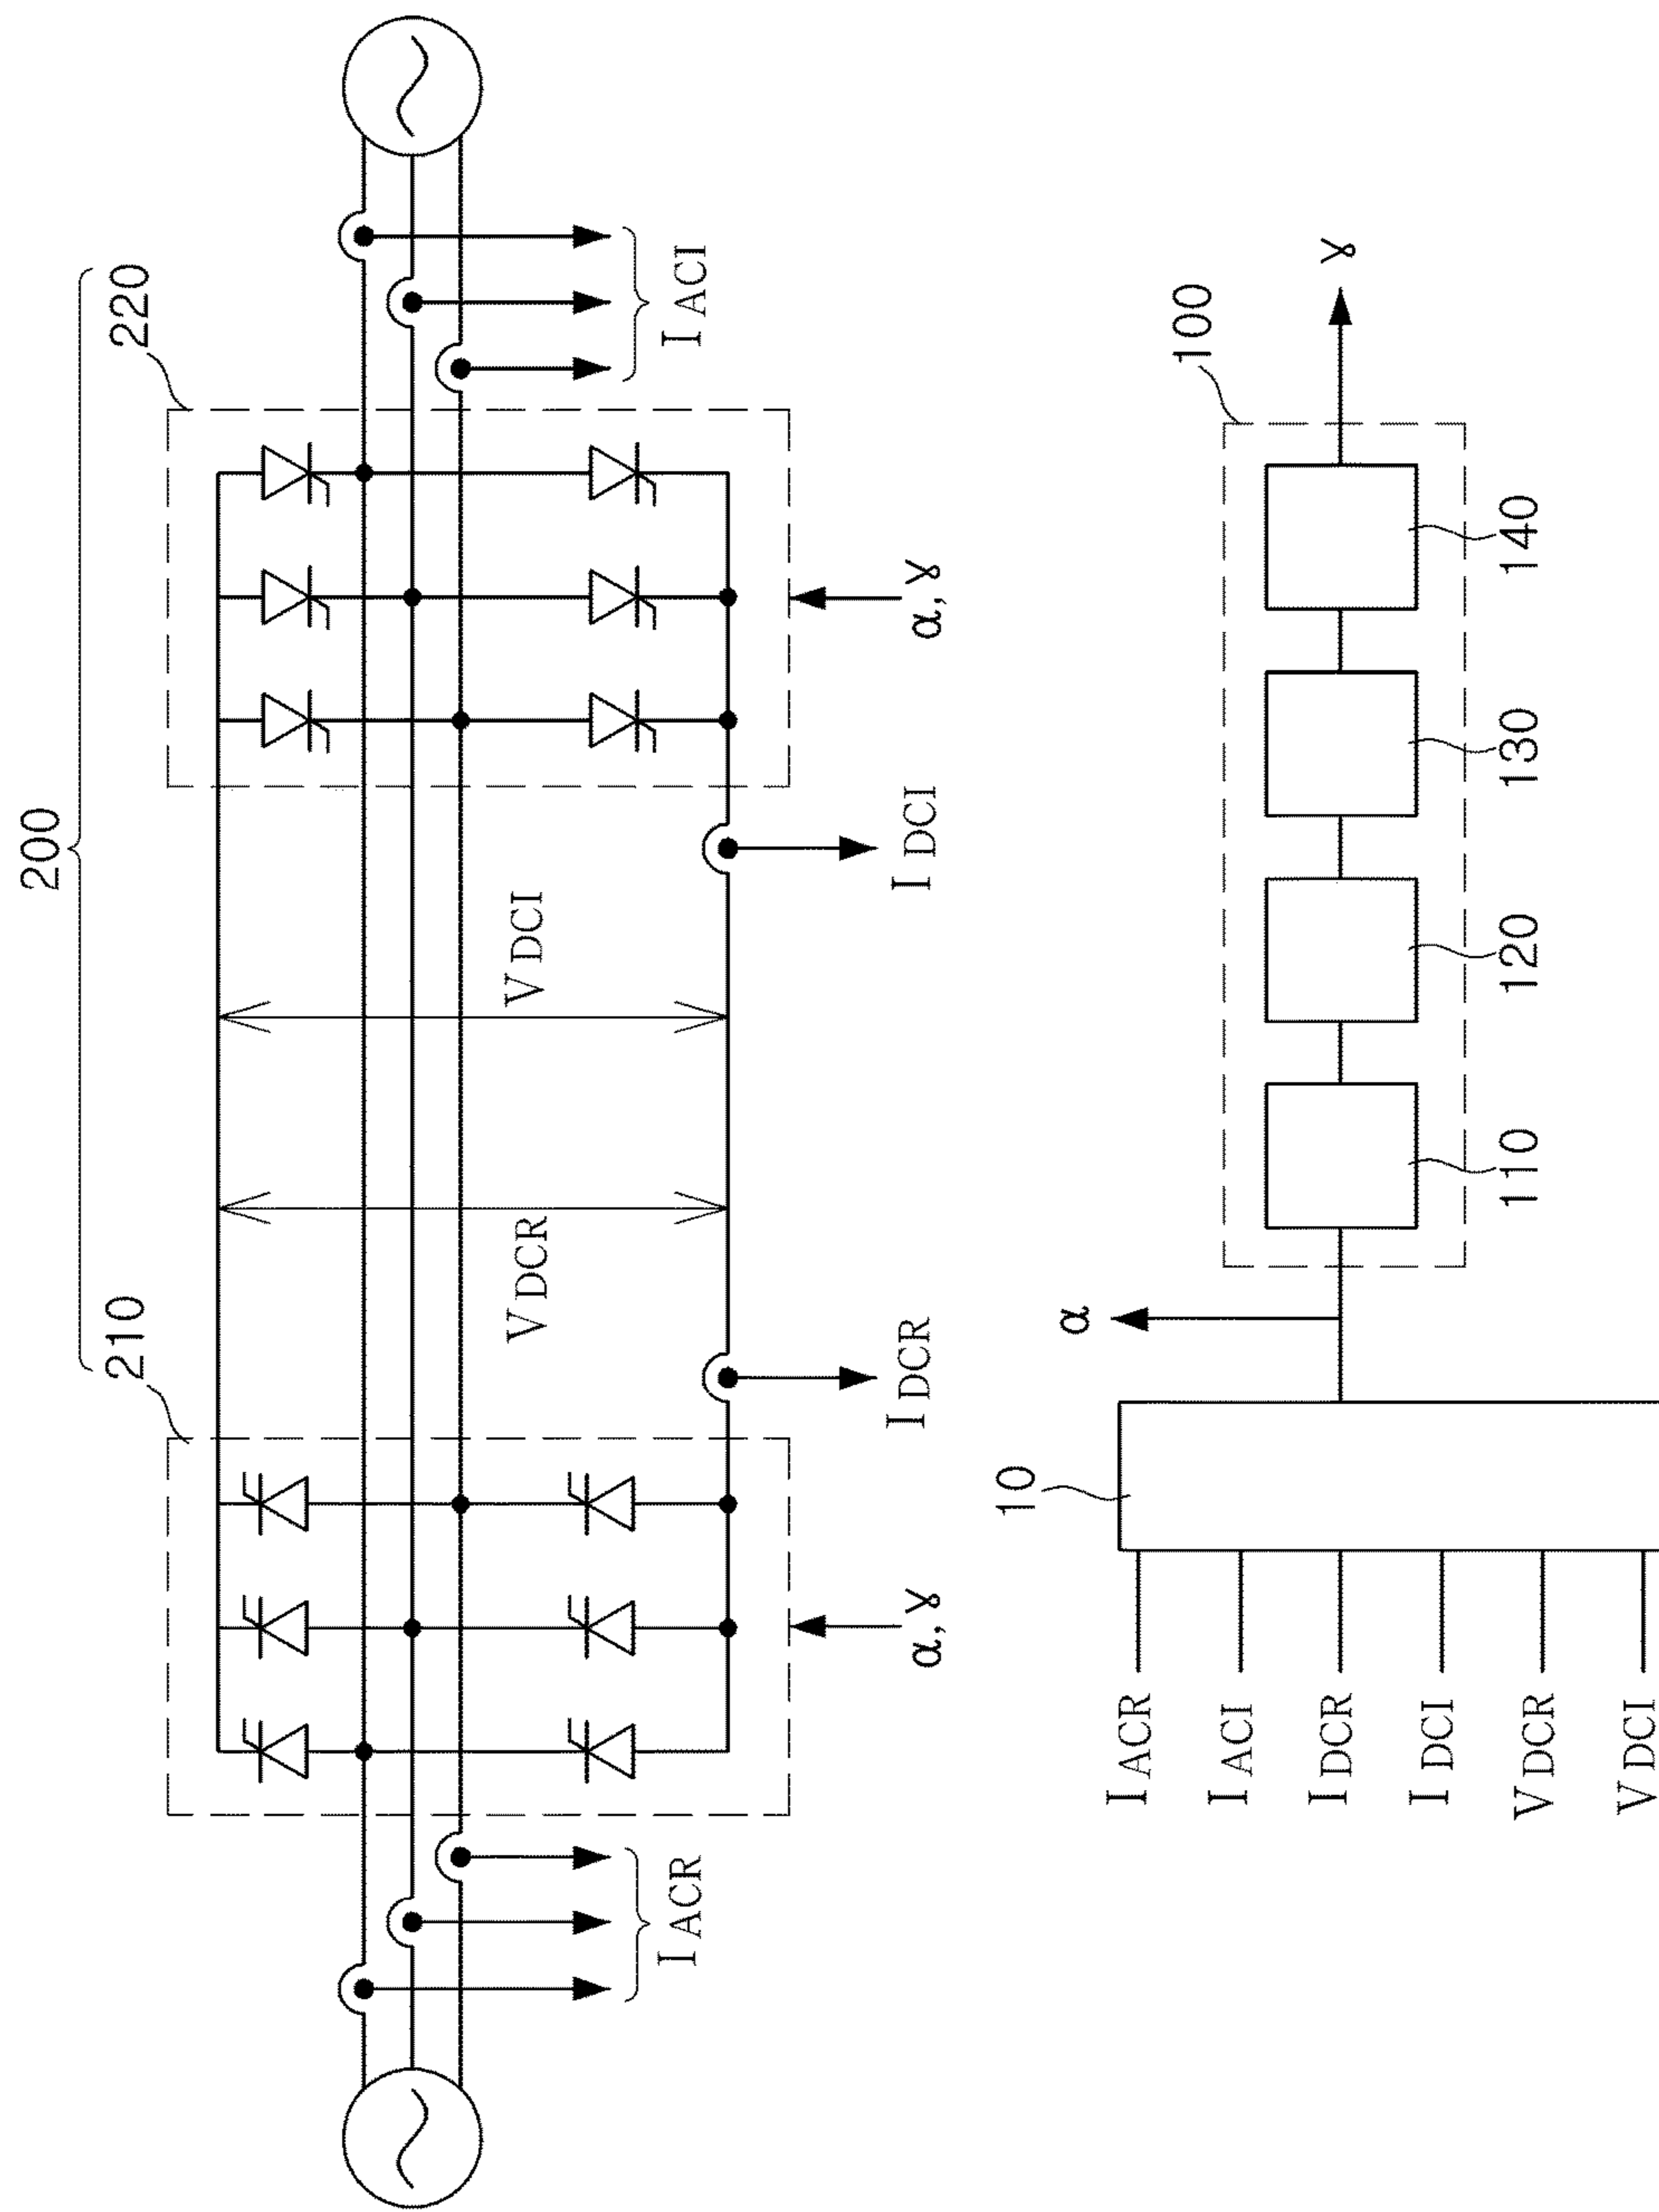 200
210
220
V DCR
V DCI
I ACR
I DCR
I DCI
I ACI
α, ɣ
α, ɣ
10
α
100
ɣ
I ACR
I ACI
I DCR
I DCI
V DCR
V DCI
110
120
130
140